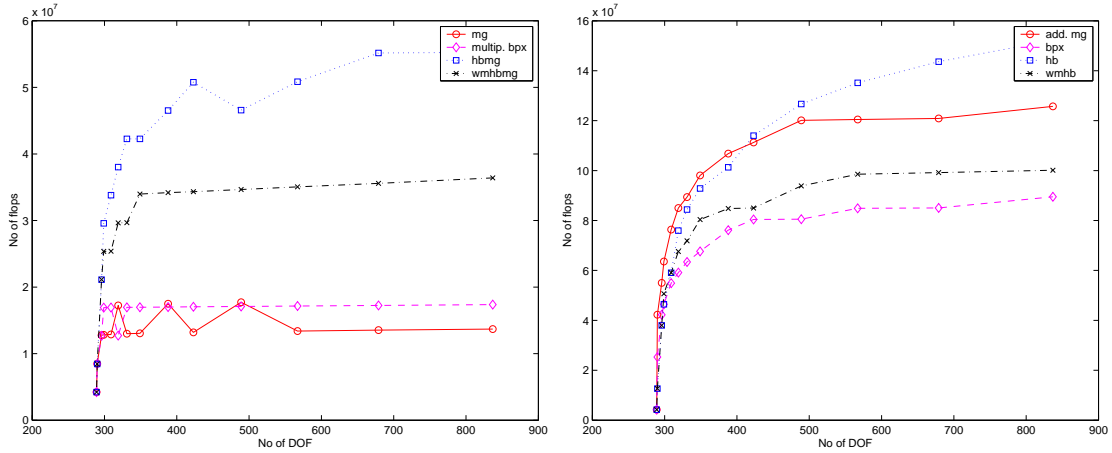 x 10^7
6
5
4
3
2
1
0
No of flops
200 300 400 500 600 700 800 900
No of DOF
mg
multip. bpx
hbmg
wmhbmg
x 10^7
16
14
12
10
8
6
4
2
0
No of flops
200 300 400 500 600 700 800 900
No of DOF
add. mg
bpx
hb
wmhb